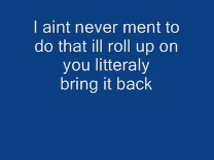 I aint never ment to
do that ill roll up on
you litteraly
bring it back